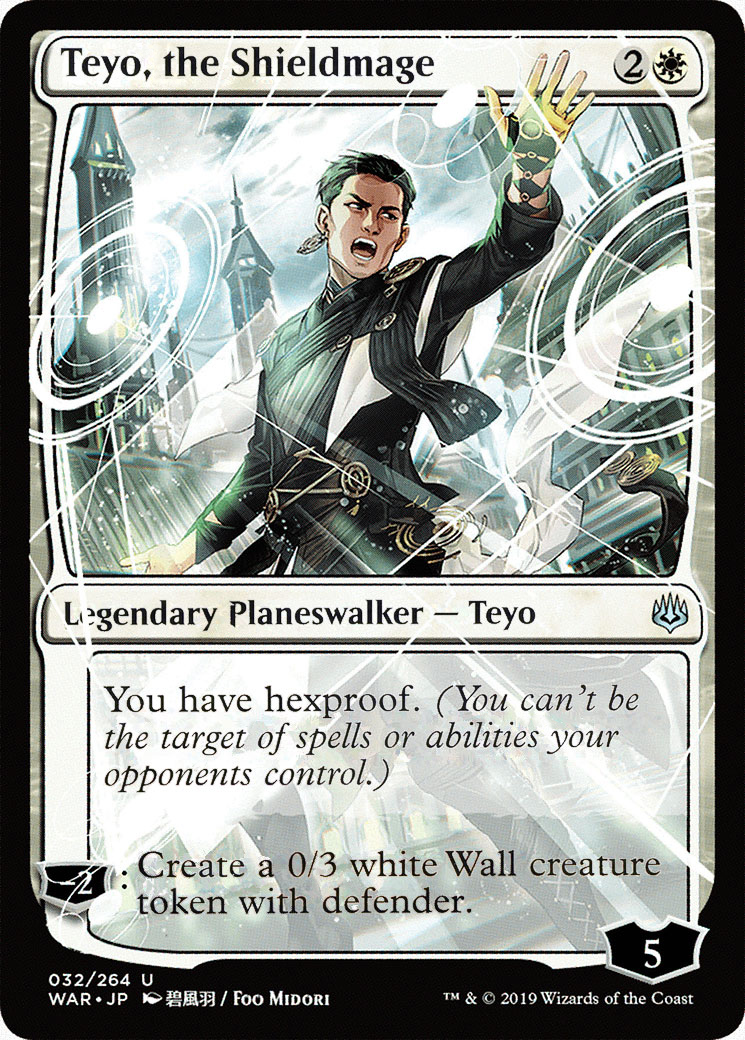 Teyo, the Shieldmage 2
Legendary Planeswalker — Teyo
You have hexproof. (You can't be
the target of spells or abilities your
opponents control.)
−2 : Create a 0/3 white Wall creature
token with defender.
5
032/264 U
WAR • JP 碧風羽 / Foo Midori ™ & © 2019 Wizards of the Coast